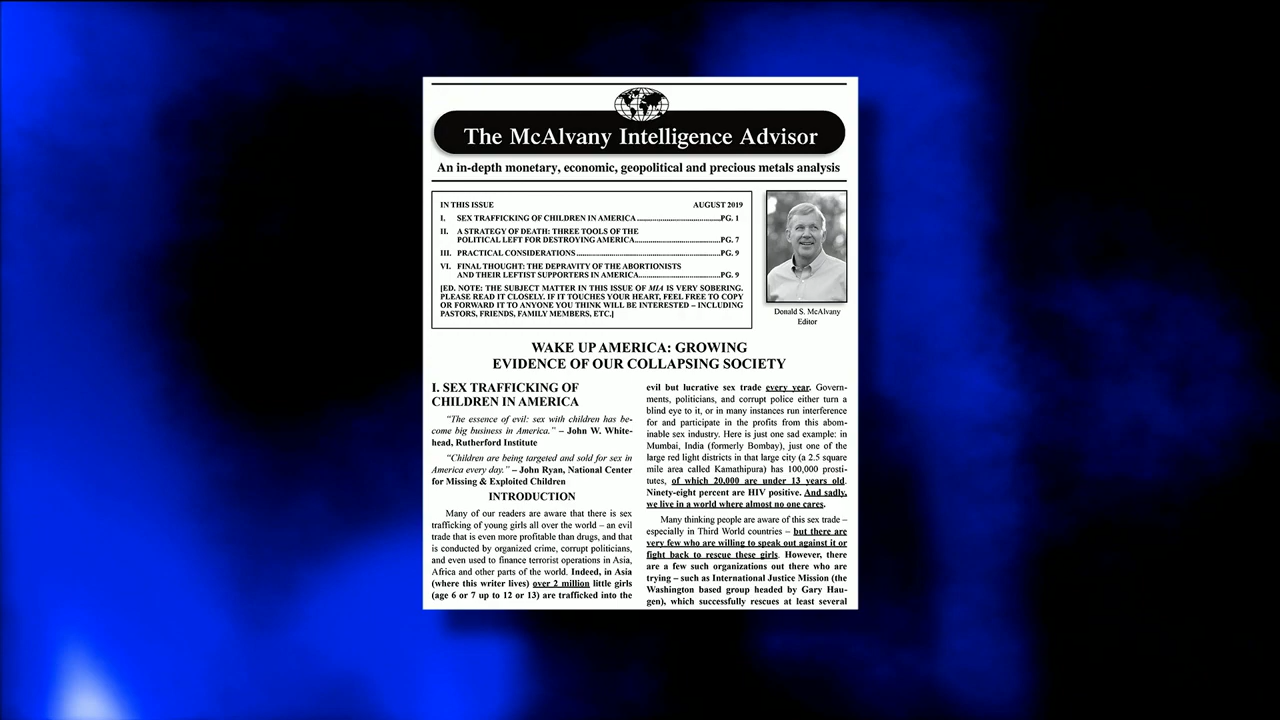 The McAlvany Intelligence Advisor
An in-depth monetary, economic, geopolitical and precious metals analysis
IN THIS ISSUE AUGUST 2019
I. SEX TRAFFICKING OF CHILDREN IN AMERICA ..............................PG. 1
II. A STRATEGY OF DEATH: THREE TOOLS OF THE
POLITICAL LEFT FOR DESTROYING AMERICA..............................PG. 7
III. PRACTICAL CONSIDERATIONS ..................................................PG. 9
VI. FINAL THOUGHT: THE DEPRAVITY OF THE ABORTIONISTS
AND THEIR LEFTIST SUPPORTERS IN AMERICA..............................PG. 9
[ED. NOTE: THE SUBJECT MATTER IN THIS ISSUE OF MIA IS VERY SOBERING.
PLEASE READ IT CLOSELY. IF IT TOUCHES YOUR HEART, FEEL FREE TO COPY
OR FORWARD IT TO ANYONE YOU THINK WILL BE INTERESTED – INCLUDING
PASTORS, FRIENDS, FAMILY MEMBERS, ETC.]
Donald S. McAlvany
Editor
WAKE UP AMERICA: GROWING
EVIDENCE OF OUR COLLAPSING SOCIETY
I. SEX TRAFFICKING OF
CHILDREN IN AMERICA
"The essence of evil: sex with children has be-
come big business in America." – John W. White-
head, Rutherford Institute
"Children are being targeted and sold for sex in
America every day." – John Ryan, National Center
for Missing & Exploited Children
INTRODUCTION
Many of our readers are aware that there is sex
trafficking of young girls all over the world – an evil
trade that is even more profitable than drugs, and that
is conducted by organized crime, corrupt politicians,
and even used to finance terrorist operations in Asia,
Africa and other parts of the world. Indeed, in Asia
(where this writer lives) over 2 million little girls
(age 6 or 7 up to 12 or 13) are trafficked into the
evil but lucrative sex trade every year. Govern-
ments, politicians, and corrupt police either turn a
blind eye to it, or in many instances run interference
for and participate in the profits from this abom-
inable sex industry. Here is just one sad example: in
Mumbai, India (formerly Bombay), just one of the
large red light districts in that large city (a 2.5 square
mile area called Kamathipura) has 100,000 prosti-
tutes, of which 20,000 are under 13 years old.
Ninety-eight percent are HIV positive. And sadly,
we live in a world where almost no one cares.
Many thinking people are aware of this sex trade –
especially in Third World countries – but there are
very few who are willing to speak out against it or
fight back to rescue these girls. However, there
are a few such organizations out there who are
trying – such as International Justice Mission (the
Washington based group headed by Gary Hau-
gen), which successfully rescues at least several